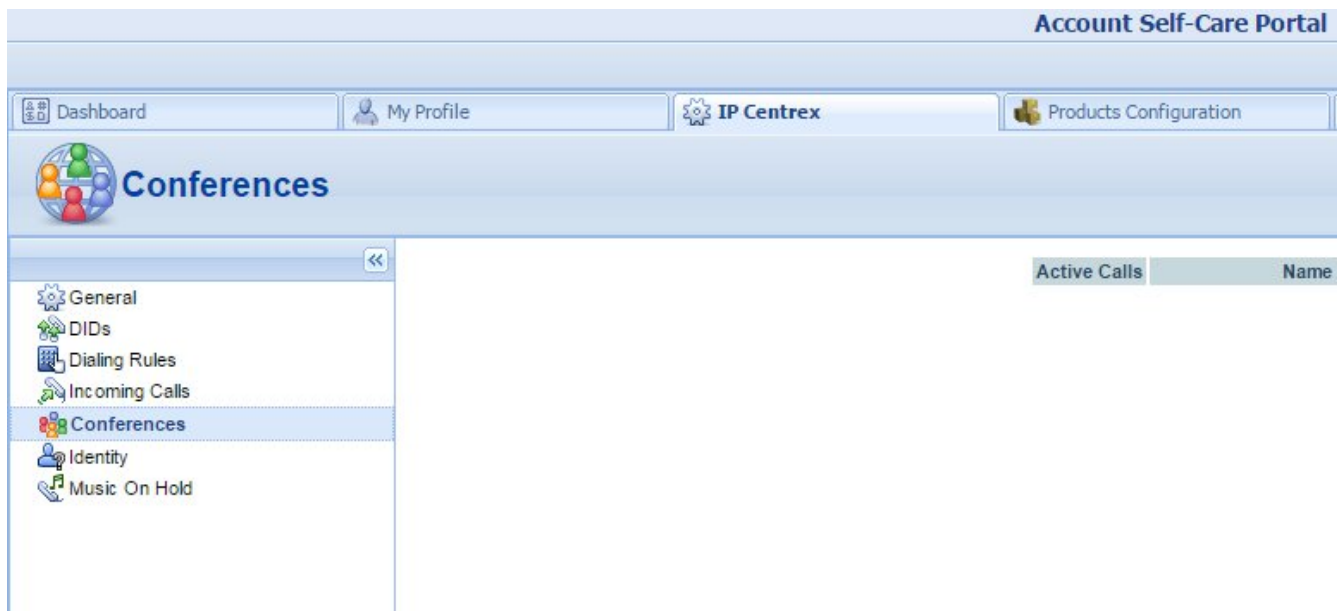 Account Self-Care Portal
Dashboard My Profile IP Centrex Products Configuration
Conferences
Active Calls Name
General
DIDs
Dialing Rules
Incoming Calls
Conferences
Identity
Music On Hold